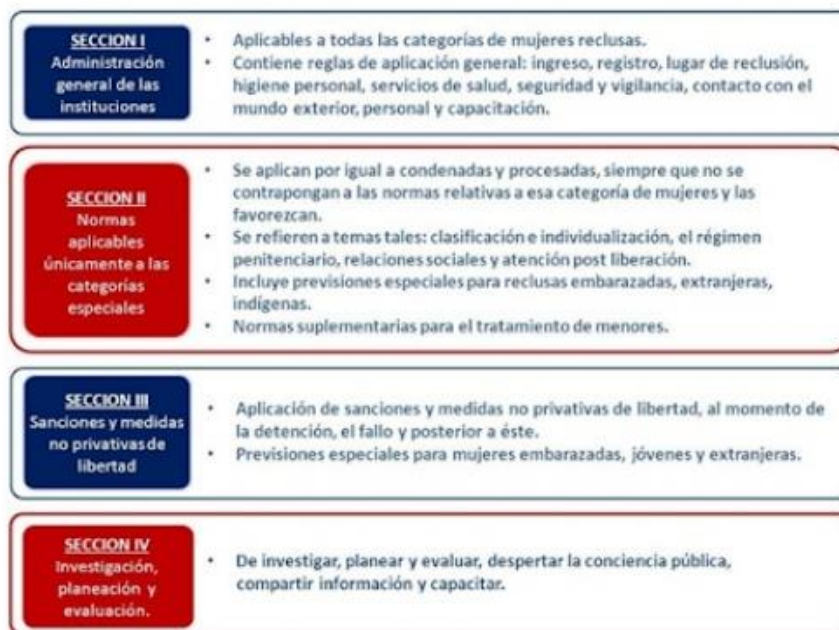 SECCION I
Administración
general de las
instituciones
• Aplicables a todas las categorías de mujeres reclusas.
• Contiene reglas de aplicación general: ingreso, registro, lugar de reclusión,
higiene personal, servicios de salud, seguridad y vigilancia, contacto con el
mundo exterior, personal y capacitación.
SECCION II
Normas
aplicables
únicamente a las
categorías
especiales
• Se aplican por igual a condenadas y procesadas, siempre que no se
contrapongan a las normas relativas a esa categoría de mujeres y las
favorezcan.
• Se refieren a temas tales: clasificación e individualización, el régimen
penitenciario, relaciones sociales y atención post liberación.
• Incluye previsiones especiales para reclusas embarazadas, extranjeras,
indígenas.
• Normas suplementarias para el tratamiento de menores.
SECCION III
Sanciones y medidas
no privativas de
libertad
• Aplicación de sanciones y medidas no privativas de libertad, al momento de
la detención, el fallo y posterior a éste.
• Previsiones especiales para mujeres embarazadas, jóvenes y extranjeras.
SECCION IV
Investigación,
planeación y
evaluación.
• De investigar, planear y evaluar, despertar la conciencia pública,
compartir información y capacitar.